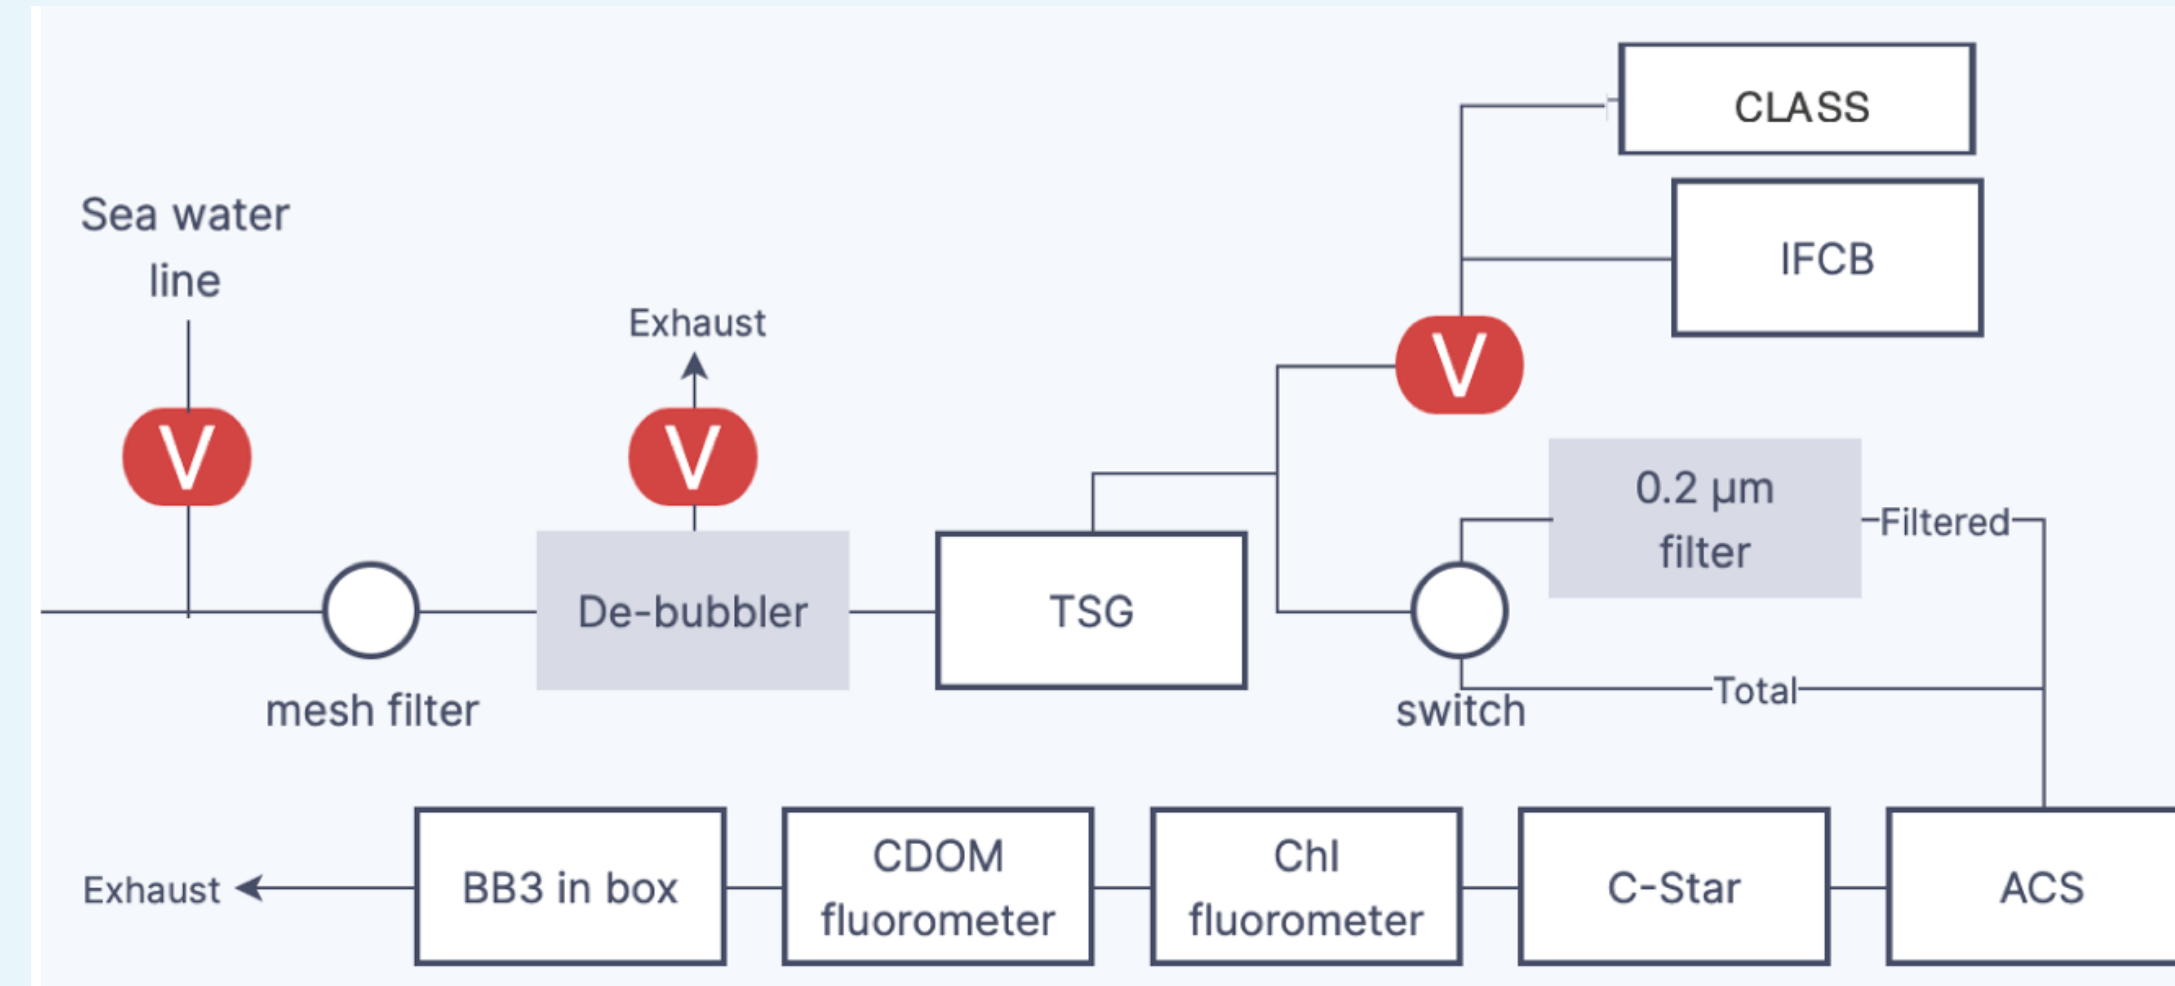 CLASS
Sea water
line
IFCB
Exhaust
V
V
V
0.2 µm
filter
Filtered
De-bubbler
TSG
mesh filter
switch
Total
Exhaust
BB3 in box
CDOM
fluorometer
Chl
fluorometer
C-Star
ACS